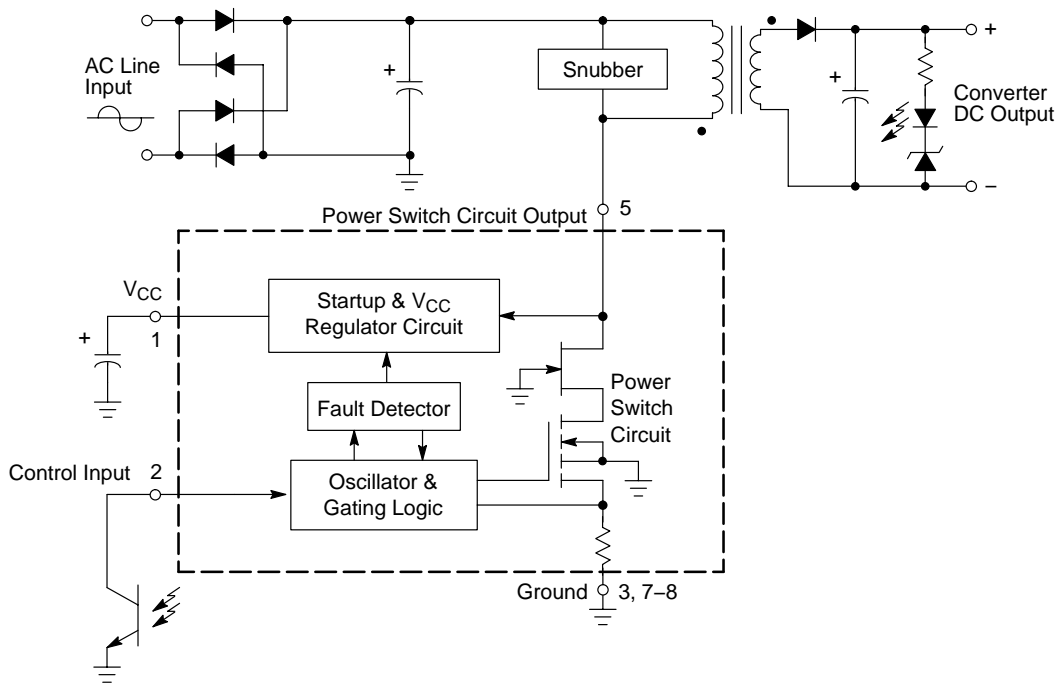 AC Line
Input
+
Snubber
+
+
Converter
DC Output
−
Power Switch Circuit Output
5
VCC
1
+
Startup & VCC
Regulator Circuit
Fault Detector
Power
Switch
Circuit
Control Input
2
Oscillator &
Gating Logic
Ground
3, 7−8